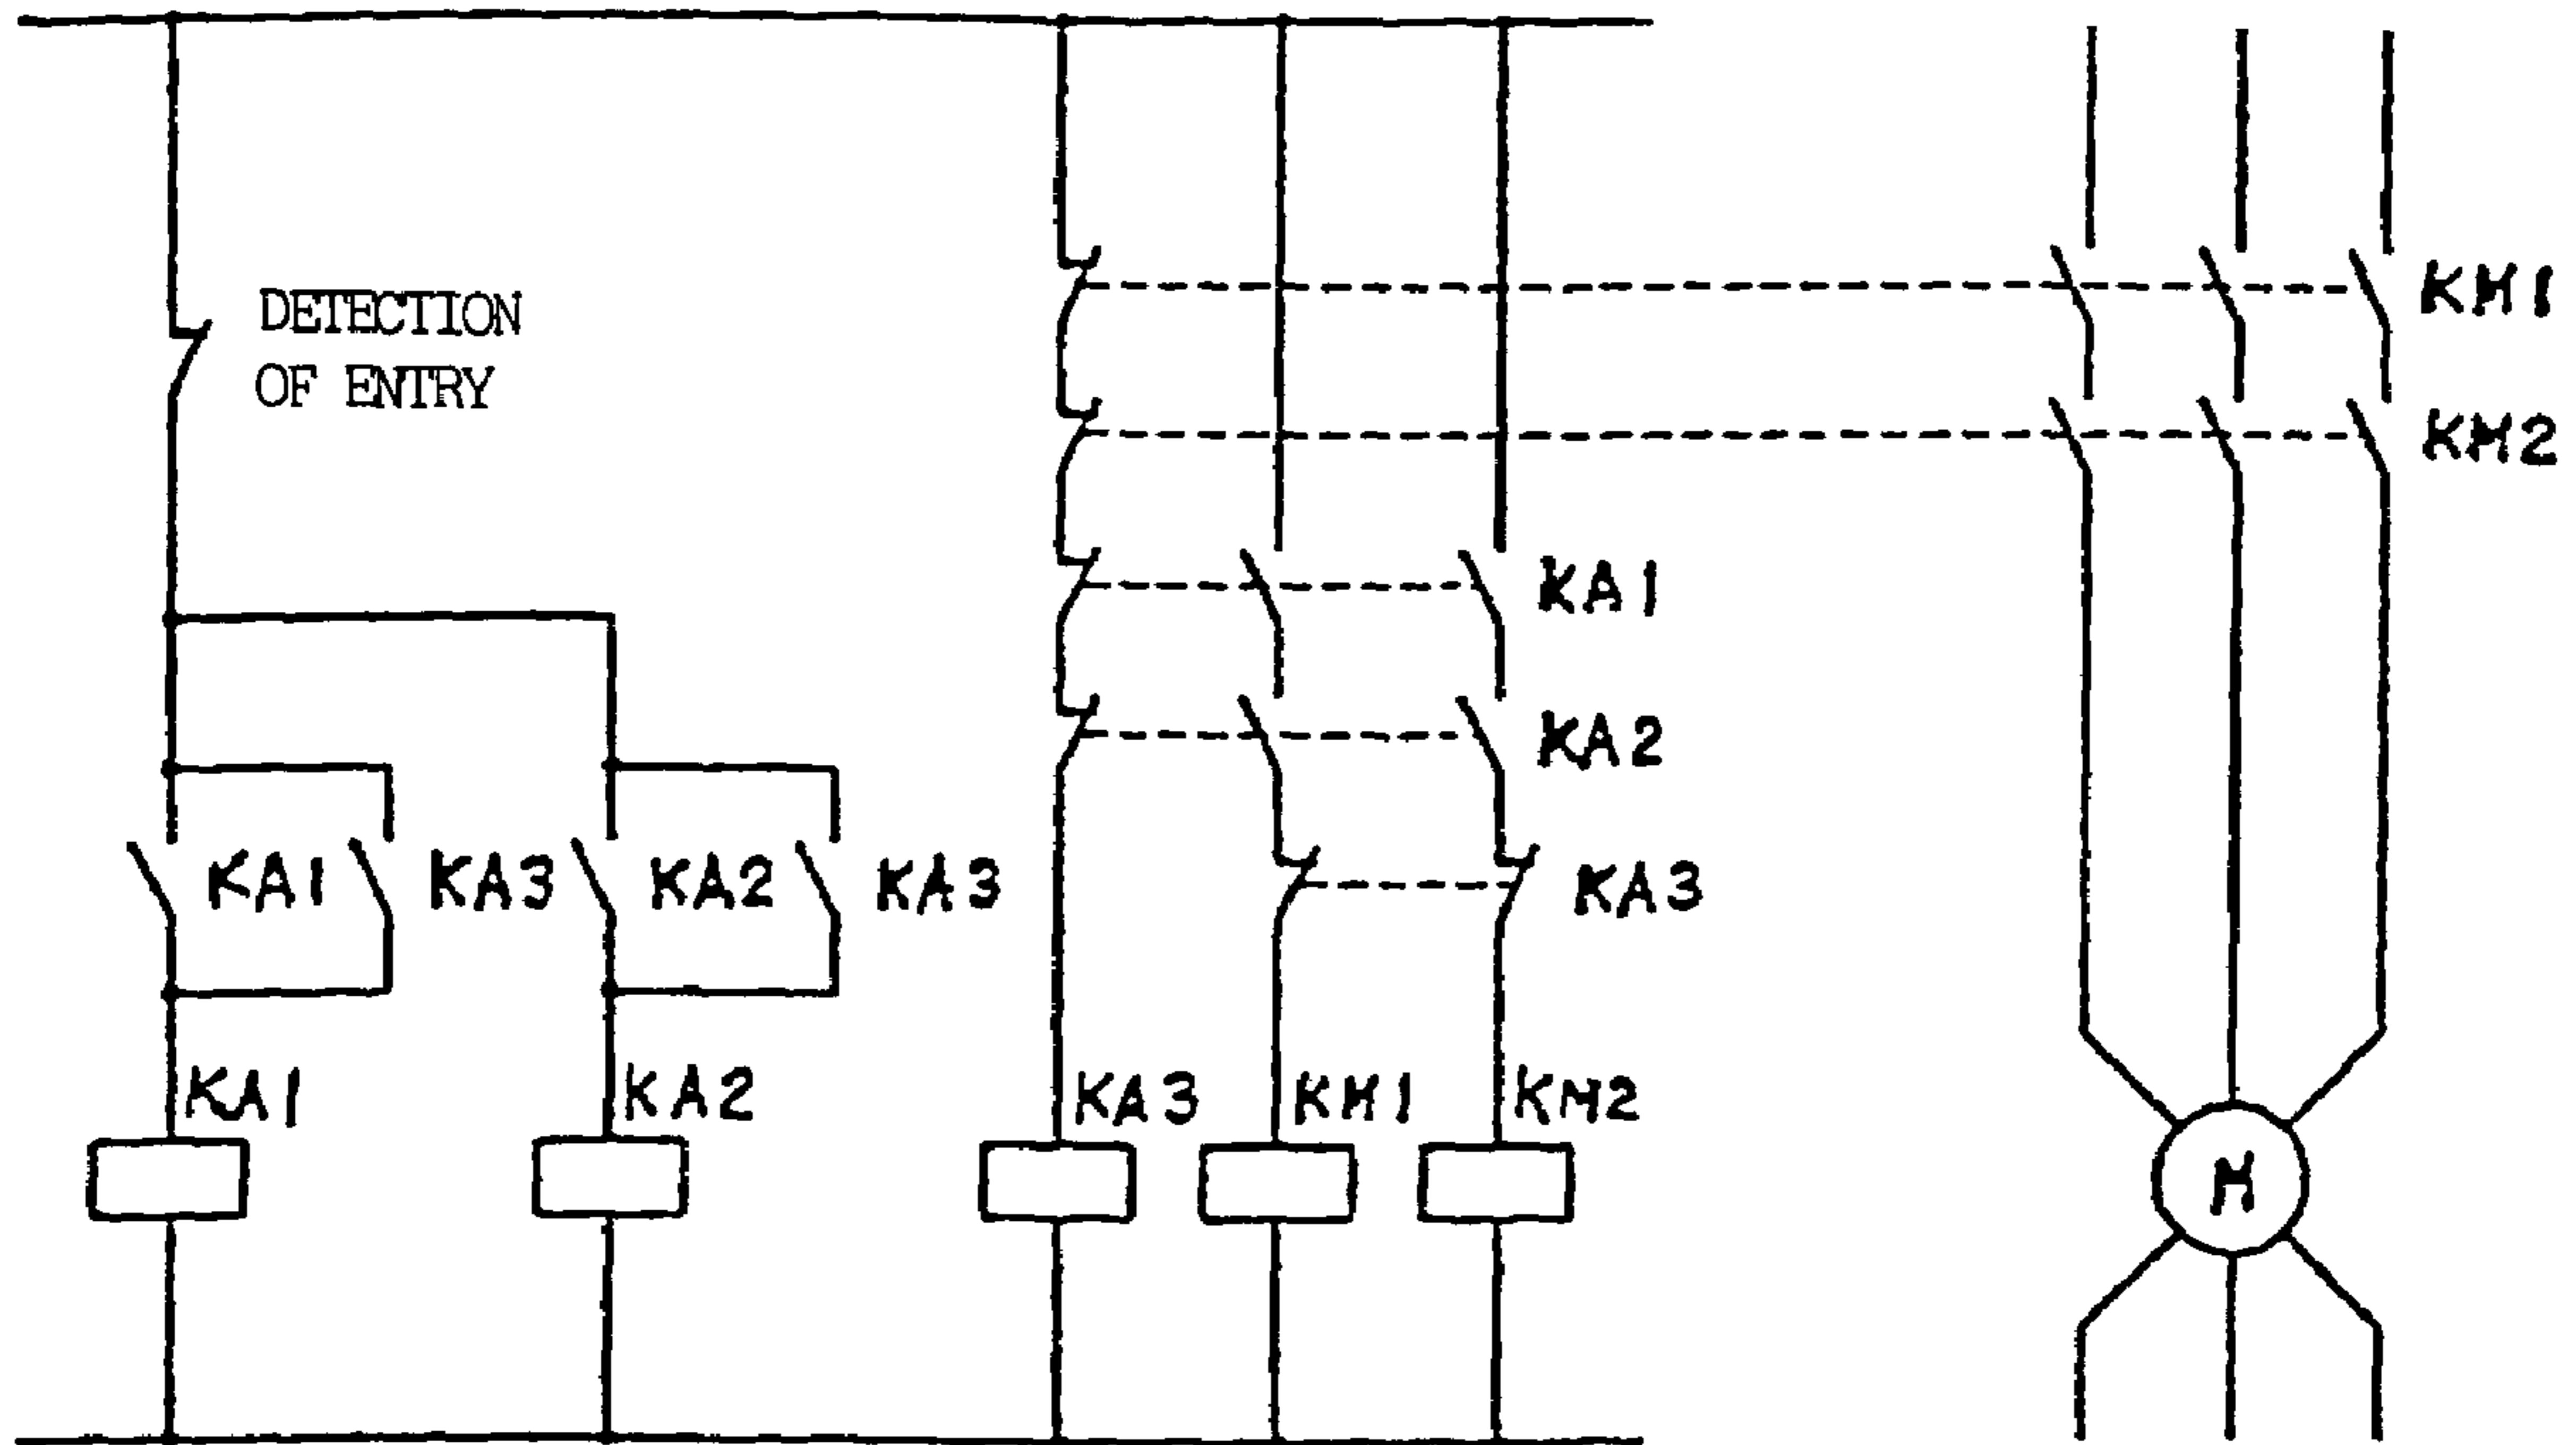 DETECTION
OF ENTRY
KM1
KM2
KA1
KA2
KA1 KA3 KA2 KA3 KA3
KA1 KA2 KA3 KM1 KM2
M